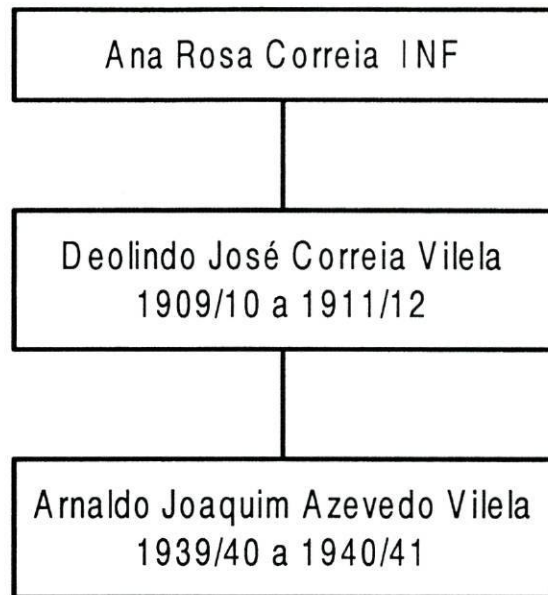 Ana Rosa Correia INF
Deolindo José Correia Vilela
1909/10 a 1911/12
Arnaldo Joaquim Azevedo Vilela
1939/40 a 1940/41